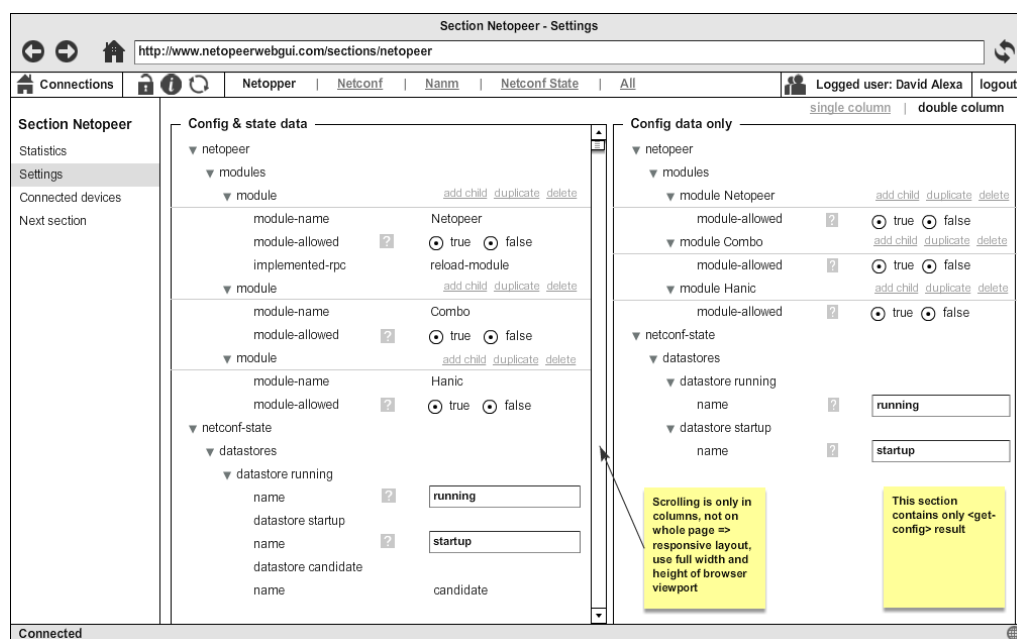 Section Netopeer - Settings
http://www.netopeerwebgui.com/sections/netopeer
Connections Netopper | Netconf | Nanm | Netconf State | All Logged user: David Alexa logout
single column | double column
Section Netopeer
Statistics
Settings
Connected devices
Next section
Config & state data
netopeer
modules
module add child duplicate delete
module-name Netopeer
module-allowed ? true false
implemented-rpc reload-module
module add child duplicate delete
module-name Combo
module-allowed ? true false
module add child duplicate delete
module-name Hanic
module-allowed ? true false
netconf-state
datastores
datastore running
name ? running
datastore startup
name ? startup
datastore candidate
name candidate
Config data only
netopeer
modules
module Netopeer add child duplicate delete
module-allowed ? true false
module Combo add child duplicate delete
module-allowed ? true false
module Hanic add child duplicate delete
module-allowed ? true false
netconf-state
datastores
datastore running
name ? running
datastore startup
name ? startup
Scrolling is only in
columns, not on
whole page =>
responsive layout,
use full width and
height of browser
viewport
This section
contains only <get-
config> result
Connected